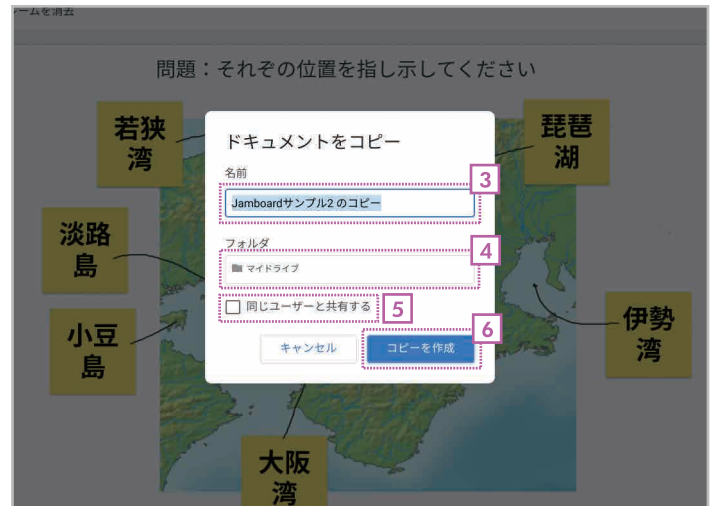 ームを消去
問題：それぞの位置を指し示してください
若狭
湾
琵琶
湖
ドキュメントをコピー
名前
3
Jamboardサンプル2 のコピー
淡路
島
フォルダ
4
マイドライブ
同じユーザーと共有する
5
小豆
島
伊勢
湾
6
キャンセル
コピーを作成
大阪
湾